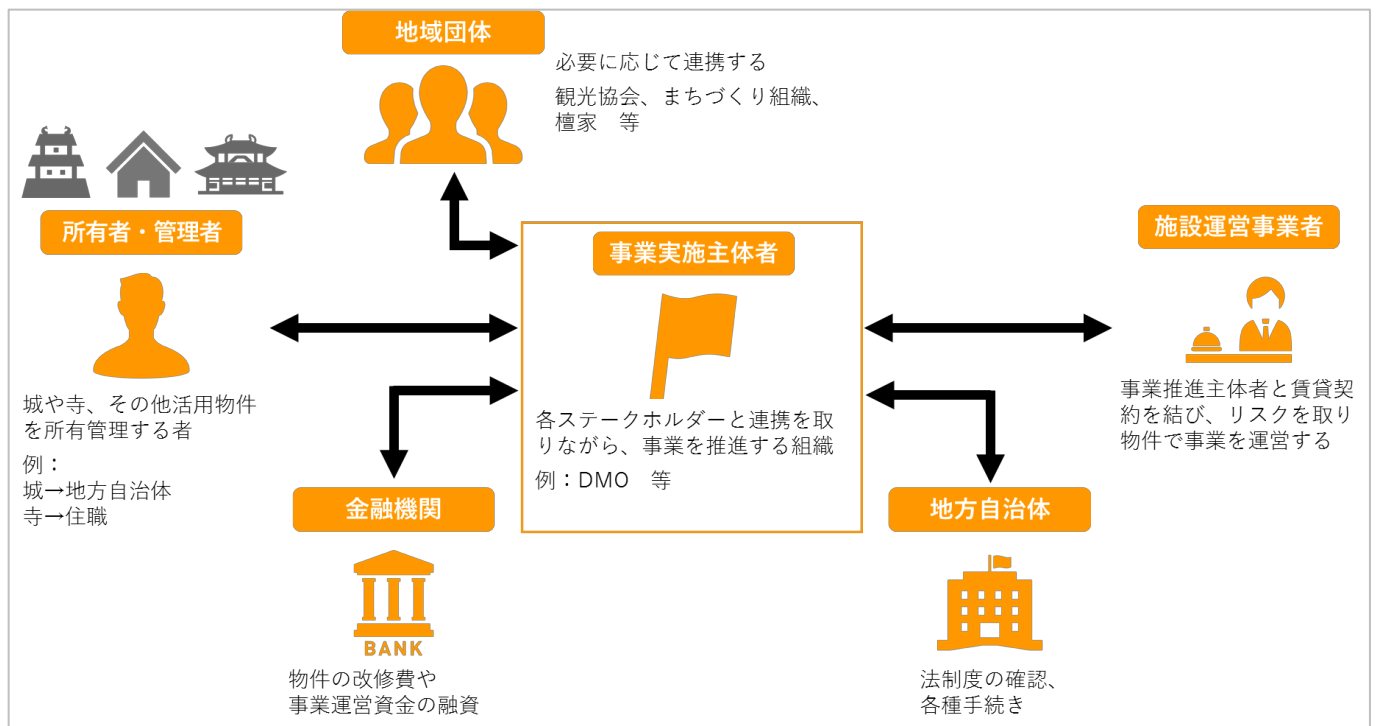 地域団体
必要に応じて連携する
観光協会、まちづくり組織、
檀家　等
所有者・管理者
城や寺、その他活用物件
を所有管理する者
例：
城→地方自治体
寺→住職
事業実施主体者
各ステークホルダーと連携を取
りながら、事業を推進する組織
例：DMO　等
施設運営事業者
事業推進主体者と賃貸契
約を結び、リスクを取り
物件で事業を運営する
金融機関
BANK
物件の改修費や
事業運営資金の融資
地方自治体
法制度の確認、
各種手続き